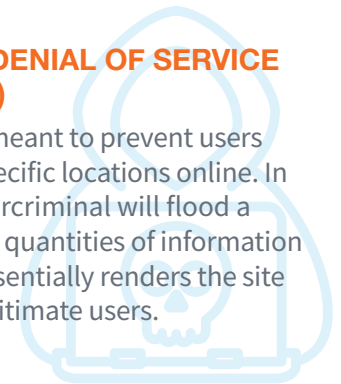 DENIAL OF SERVICE
)
meant to prevent users
ecific locations online. In
rcriminal will flood a
quantities of information
sentially renders the site
itimate users.